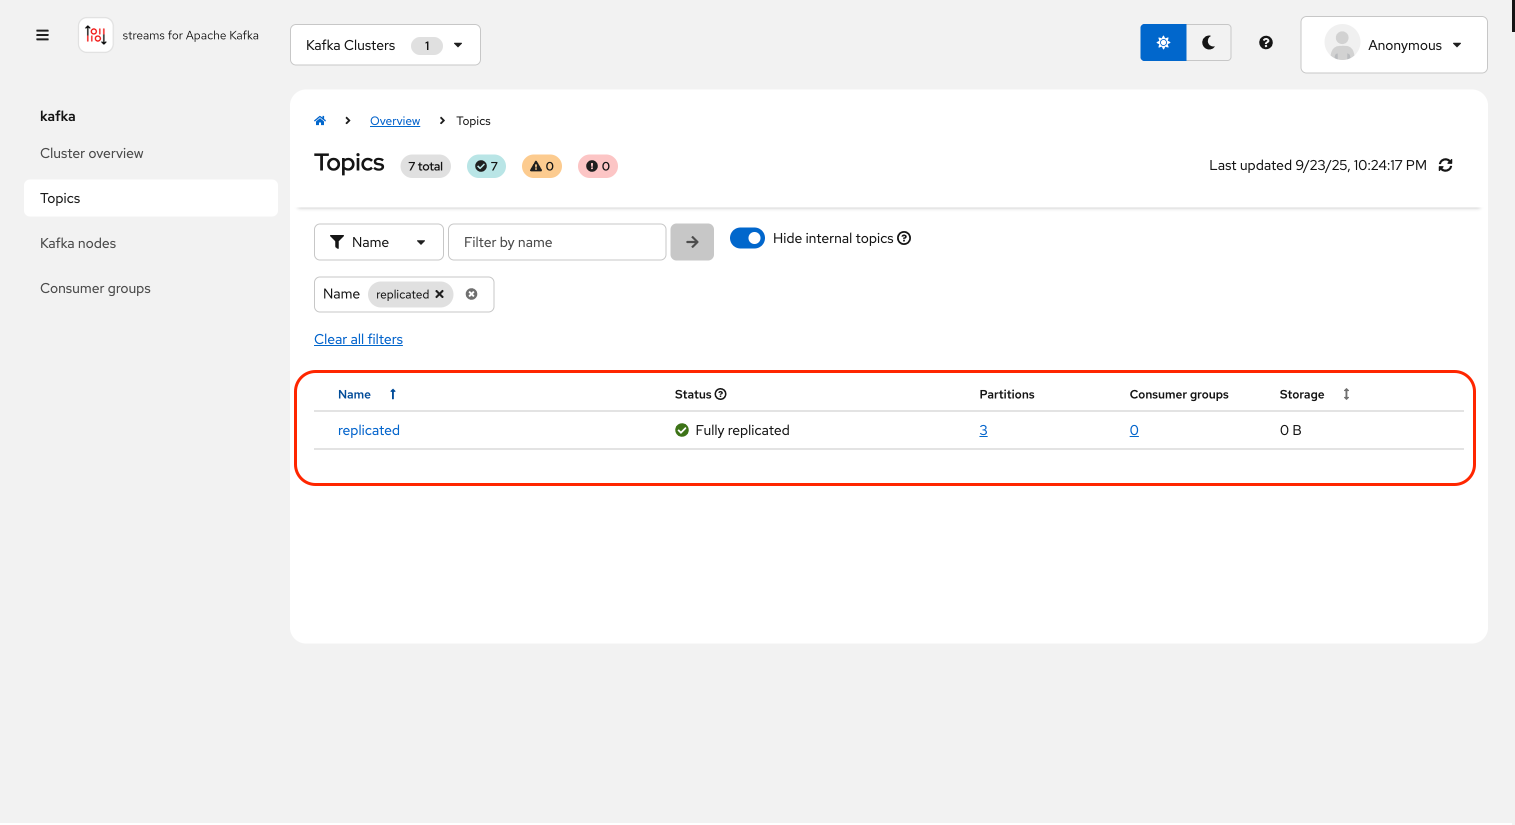 streams for Apache Kafka
Kafka Clusters 1
Anonymous
kafka
Cluster overview
Topics
Kafka nodes
Consumer groups
Overview
Topics
Topics 7 total 7 0 0
Last updated 9/23/25, 10:24:17 PM
Name
Filter by name
Hide internal topics
Name replicated
Clear all filters
Name Status Partitions Consumer groups Storage
replicated Fully replicated 3 0 0 B